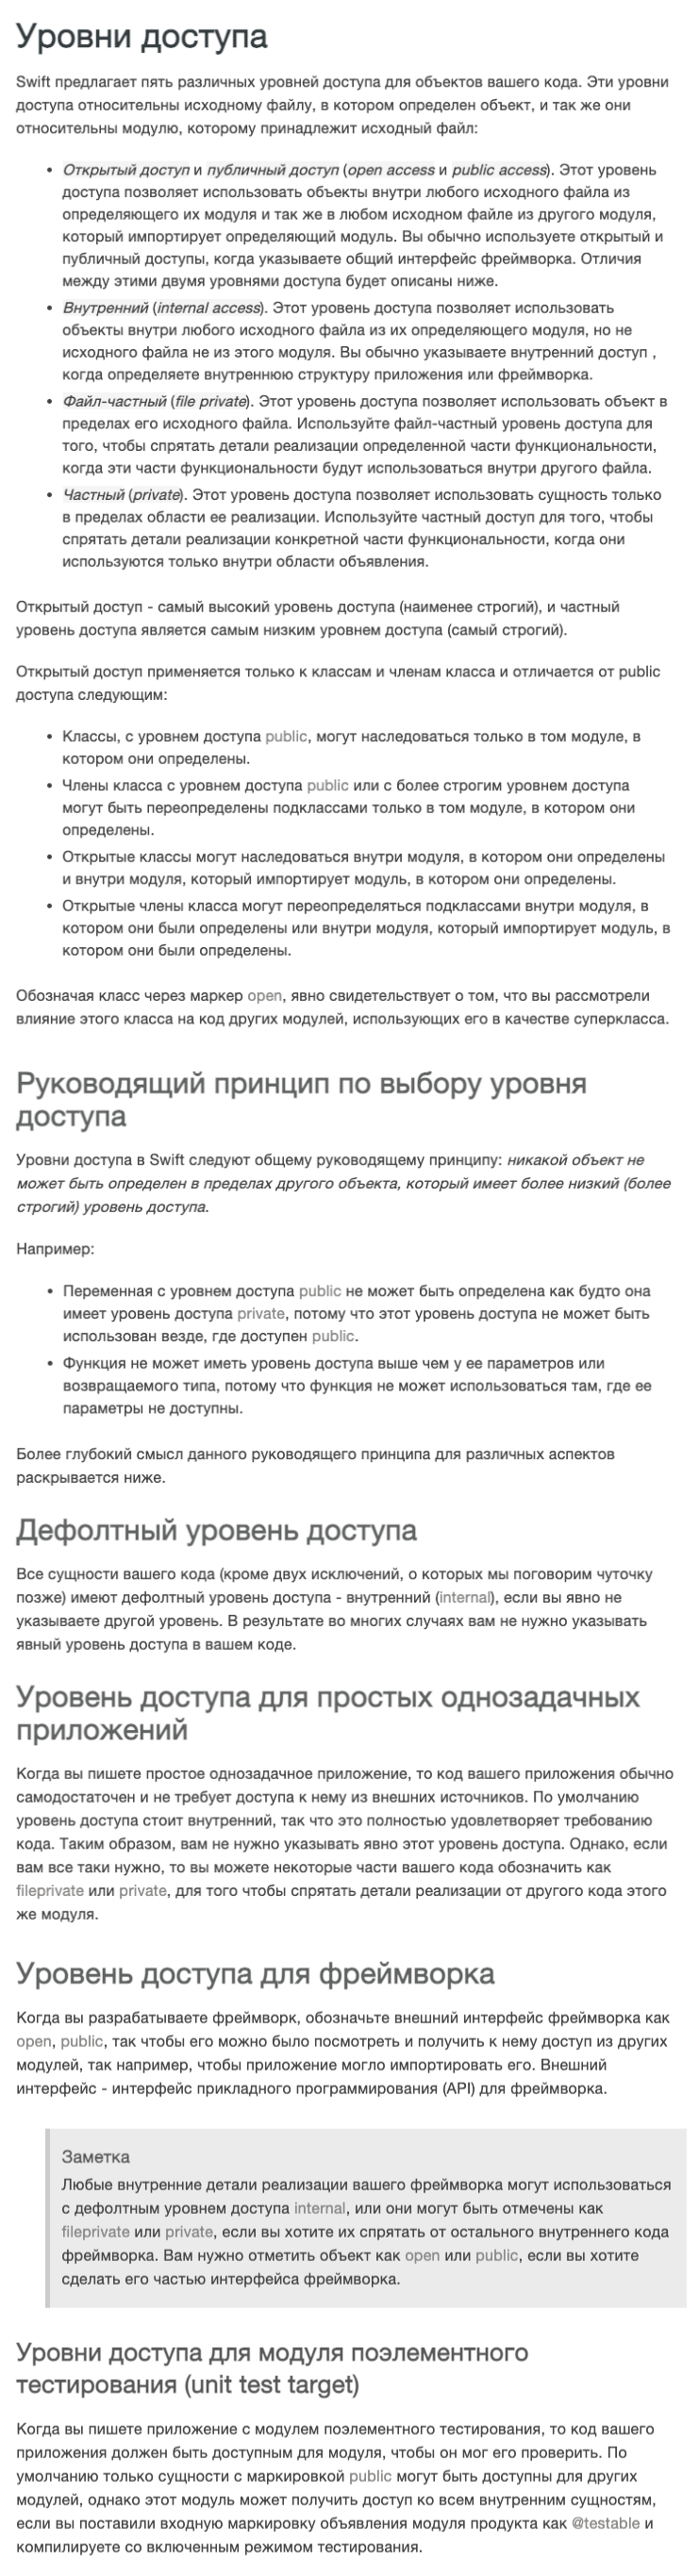 Уровни доступа
Swift предлагает пять различных уровней доступа для объектов вашего кода. Эти уровни
доступа относительны исходному файлу, в котором определен объект, и так же они
относительны модулю, которому принадлежит исходный файл:
• Открытый доступ и публичный доступ (open access и public access). Этот уровень
доступа позволяет использовать объекты внутри любого исходного файла из
определяющего их модуля и так же в любом исходном файле из другого модуля,
который импортирует определяющий модуль. Вы обычно используете открытый и
публичный доступы, когда указываете общий интерфейс фреймворка. Отличия
между этими двумя уровнями доступа будет описаны ниже.
• Внутренний (internal access). Этот уровень доступа позволяет использовать
объекты внутри любого исходного файла из их определяющего модуля, но не
исходного файла не из этого модуля. Вы обычно указываете внутренний доступ ,
когда определяете внутреннюю структуру приложения или фреймворка.
• Файл-частный (file private). Этот уровень доступа позволяет использовать объект в
пределах его исходного файла. Используйте файл-частный уровень доступа для
того, чтобы спрятать детали реализации определенной части функциональности,
когда эти части функциональности будут использоваться внутри другого файла.
• Частный (private). Этот уровень доступа позволяет использовать сущность только
в пределах области ее реализации. Используйте частный доступ для того, чтобы
спрятать детали реализации конкретной части функциональности, когда они
используются только внутри области объявления.
Открытый доступ - самый высокий уровень доступа (наименее строгий), и частный
уровень доступа является самым низким уровнем доступа (самый строгий).
Открытый доступ применяется только к классам и членам класса и отличается от public
доступа следующим:
• Классы, с уровнем доступа public, могут наследоваться только в том модуле, в
котором они определены.
• Члены класса с уровнем доступа public или с более строгим уровнем доступа
могут быть переопределены подклассами только в том модуле, в котором они
определены.
• Открытые классы могут наследоваться внутри модуля, в котором они определены
и внутри модуля, который импортирует модуль, в котором они определены.
• Открытые члены класса могут переопределяться подклассами внутри модуля, в
котором они были определены или внутри модуля, который импортирует модуль, в
котором они были определены.
Обозначая класс через маркер open, явно свидетельствует о том, что вы рассмотрели
влияние этого класса на код других модулей, использующих его в качестве суперкласса.
Руководящий принцип по выбору уровня
доступа
Уровни доступа в Swift следуют общему руководящему принципу: никакой объект не
может быть определен в пределах другого объекта, который имеет более низкий (более
строгий) уровень доступа.
Например:
• Переменная с уровнем доступа public не может быть определена как будто она
имеет уровень доступа private, потому что этот уровень доступа не может быть
использован везде, где доступен public.
• Функция не может иметь уровень доступа выше чем у ее параметров или
возвращаемого типа, потому что функция не может использоваться там, где ее
параметры не доступны.
Более глубокий смысл данного руководящего принципа для различных аспектов
раскрывается ниже.
Дефолтный уровень доступа
Все сущности вашего кода (кроме двух исключений, о которых мы поговорим чуточку
позже) имеют дефолтный уровень доступа - внутренний (internal), если вы явно не
указываете другой уровень. В результате во многих случаях вам не нужно указывать
явный уровень доступа в вашем коде.
Уровень доступа для простых однозадачных
приложений
Когда вы пишете простое однозадачное приложение, то код вашего приложения обычно
самодостаточен и не требует доступа к нему из внешних источников. По умолчанию
уровень доступа стоит внутренний, так что это полностью удовлетворяет требованию
кода. Таким образом, вам не нужно указывать явно этот уровень доступа. Однако, если
вам все таки нужно, то вы можете некоторые части вашего кода обозначить как
fileprivate или private, для того чтобы спрятать детали реализации от другого кода этого
же модуля.
Уровень доступа для фреймворка
Когда вы разрабатываете фреймворк, обозначьте внешний интерфейс фреймворка как
open, public, так чтобы его можно было посмотреть и получить к нему доступ из других
модулей, так например, чтобы приложение могло импортировать его. Внешний
интерфейс - интерфейс прикладного программирования (API) для фреймворка.
Заметка
Любые внутренние детали реализации вашего фреймворка могут использоваться
с дефолтным уровнем доступа internal, или они могут быть отмечены как
fileprivate или private, если вы хотите их спрятать от остального внутреннего кода
фреймворка. Вам нужно отметить объект как open или public, если вы хотите
сделать его частью интерфейса фреймворка.
Уровни доступа для модуля поэлементного
тестирования (unit test target)
Когда вы пишете приложение с модулем поэлементного тестирования, то код вашего
приложения должен быть доступным для модуля, чтобы он мог его проверить. По
умолчанию только сущности с маркировкой public могут быть доступны для других
модулей, однако этот модуль может получить доступ ко всем внутренним сущностям,
если вы поставили входную маркировку объявления модуля продукта как @testable и
компилируете со включенным режимом тестирования.